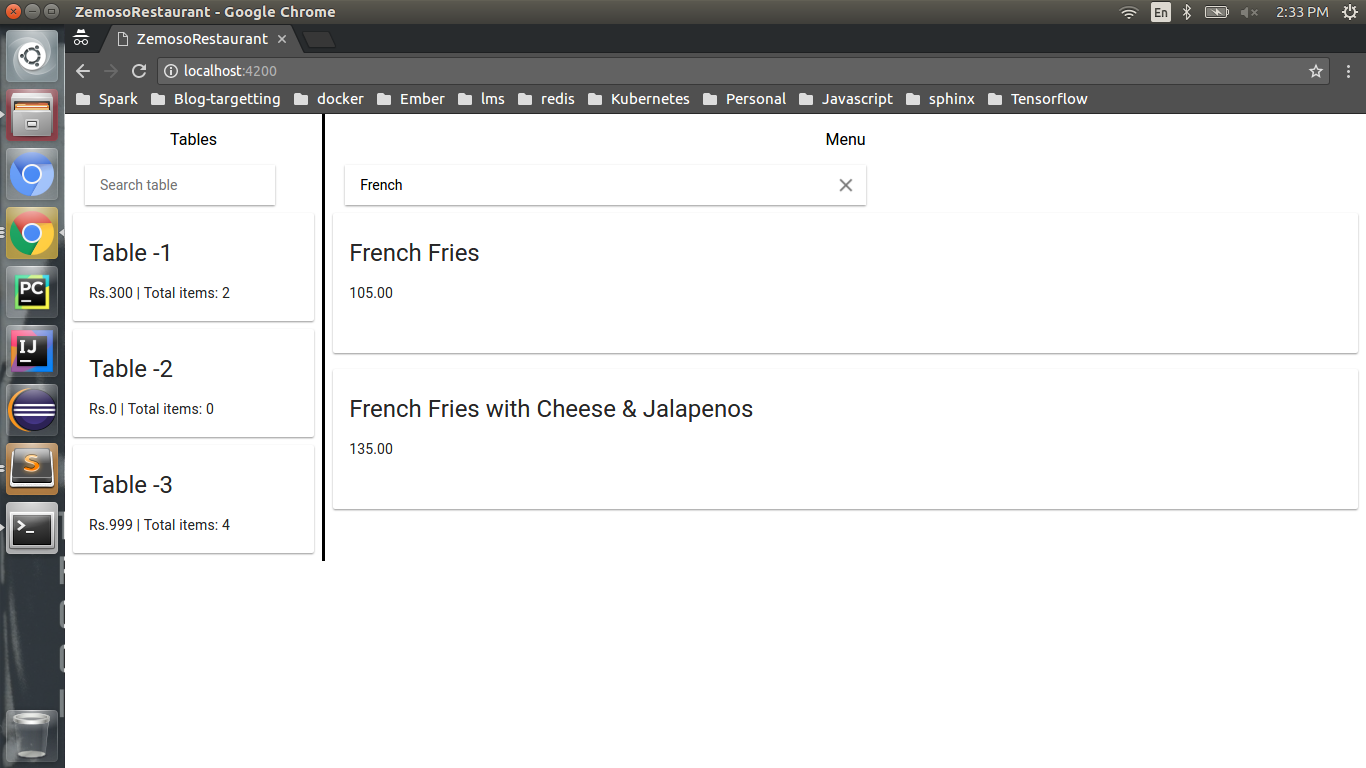 ZemosoRestaurant - Google Chrome
En
2:33 PM
ZemosoRestaurant
localhost:4200
Spark Blog-targetting docker Ember lms redis Kubernetes Personal Javascript sphinx Tensorflow
Tables
Search table
Table -1
Rs.300 | Total items: 2
Table -2
Rs.0 | Total items: 0
Table -3
Rs.999 | Total items: 4
Menu
French
French Fries
105.00
French Fries with Cheese & Jalapenos
135.00
PC
IJ
S
>_